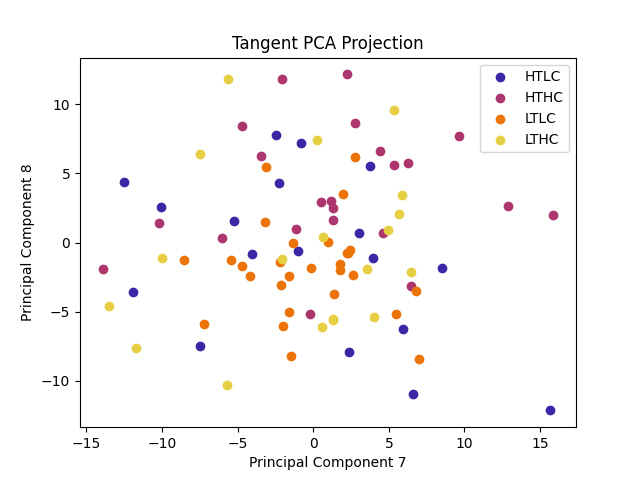 Tangent PCA Projection
HTLC
HTHC
LTLC
LTHC
10
5
0
−5
−10
Principal Component 8
−15
−10
−5
0
5
10
15
Principal Component 7